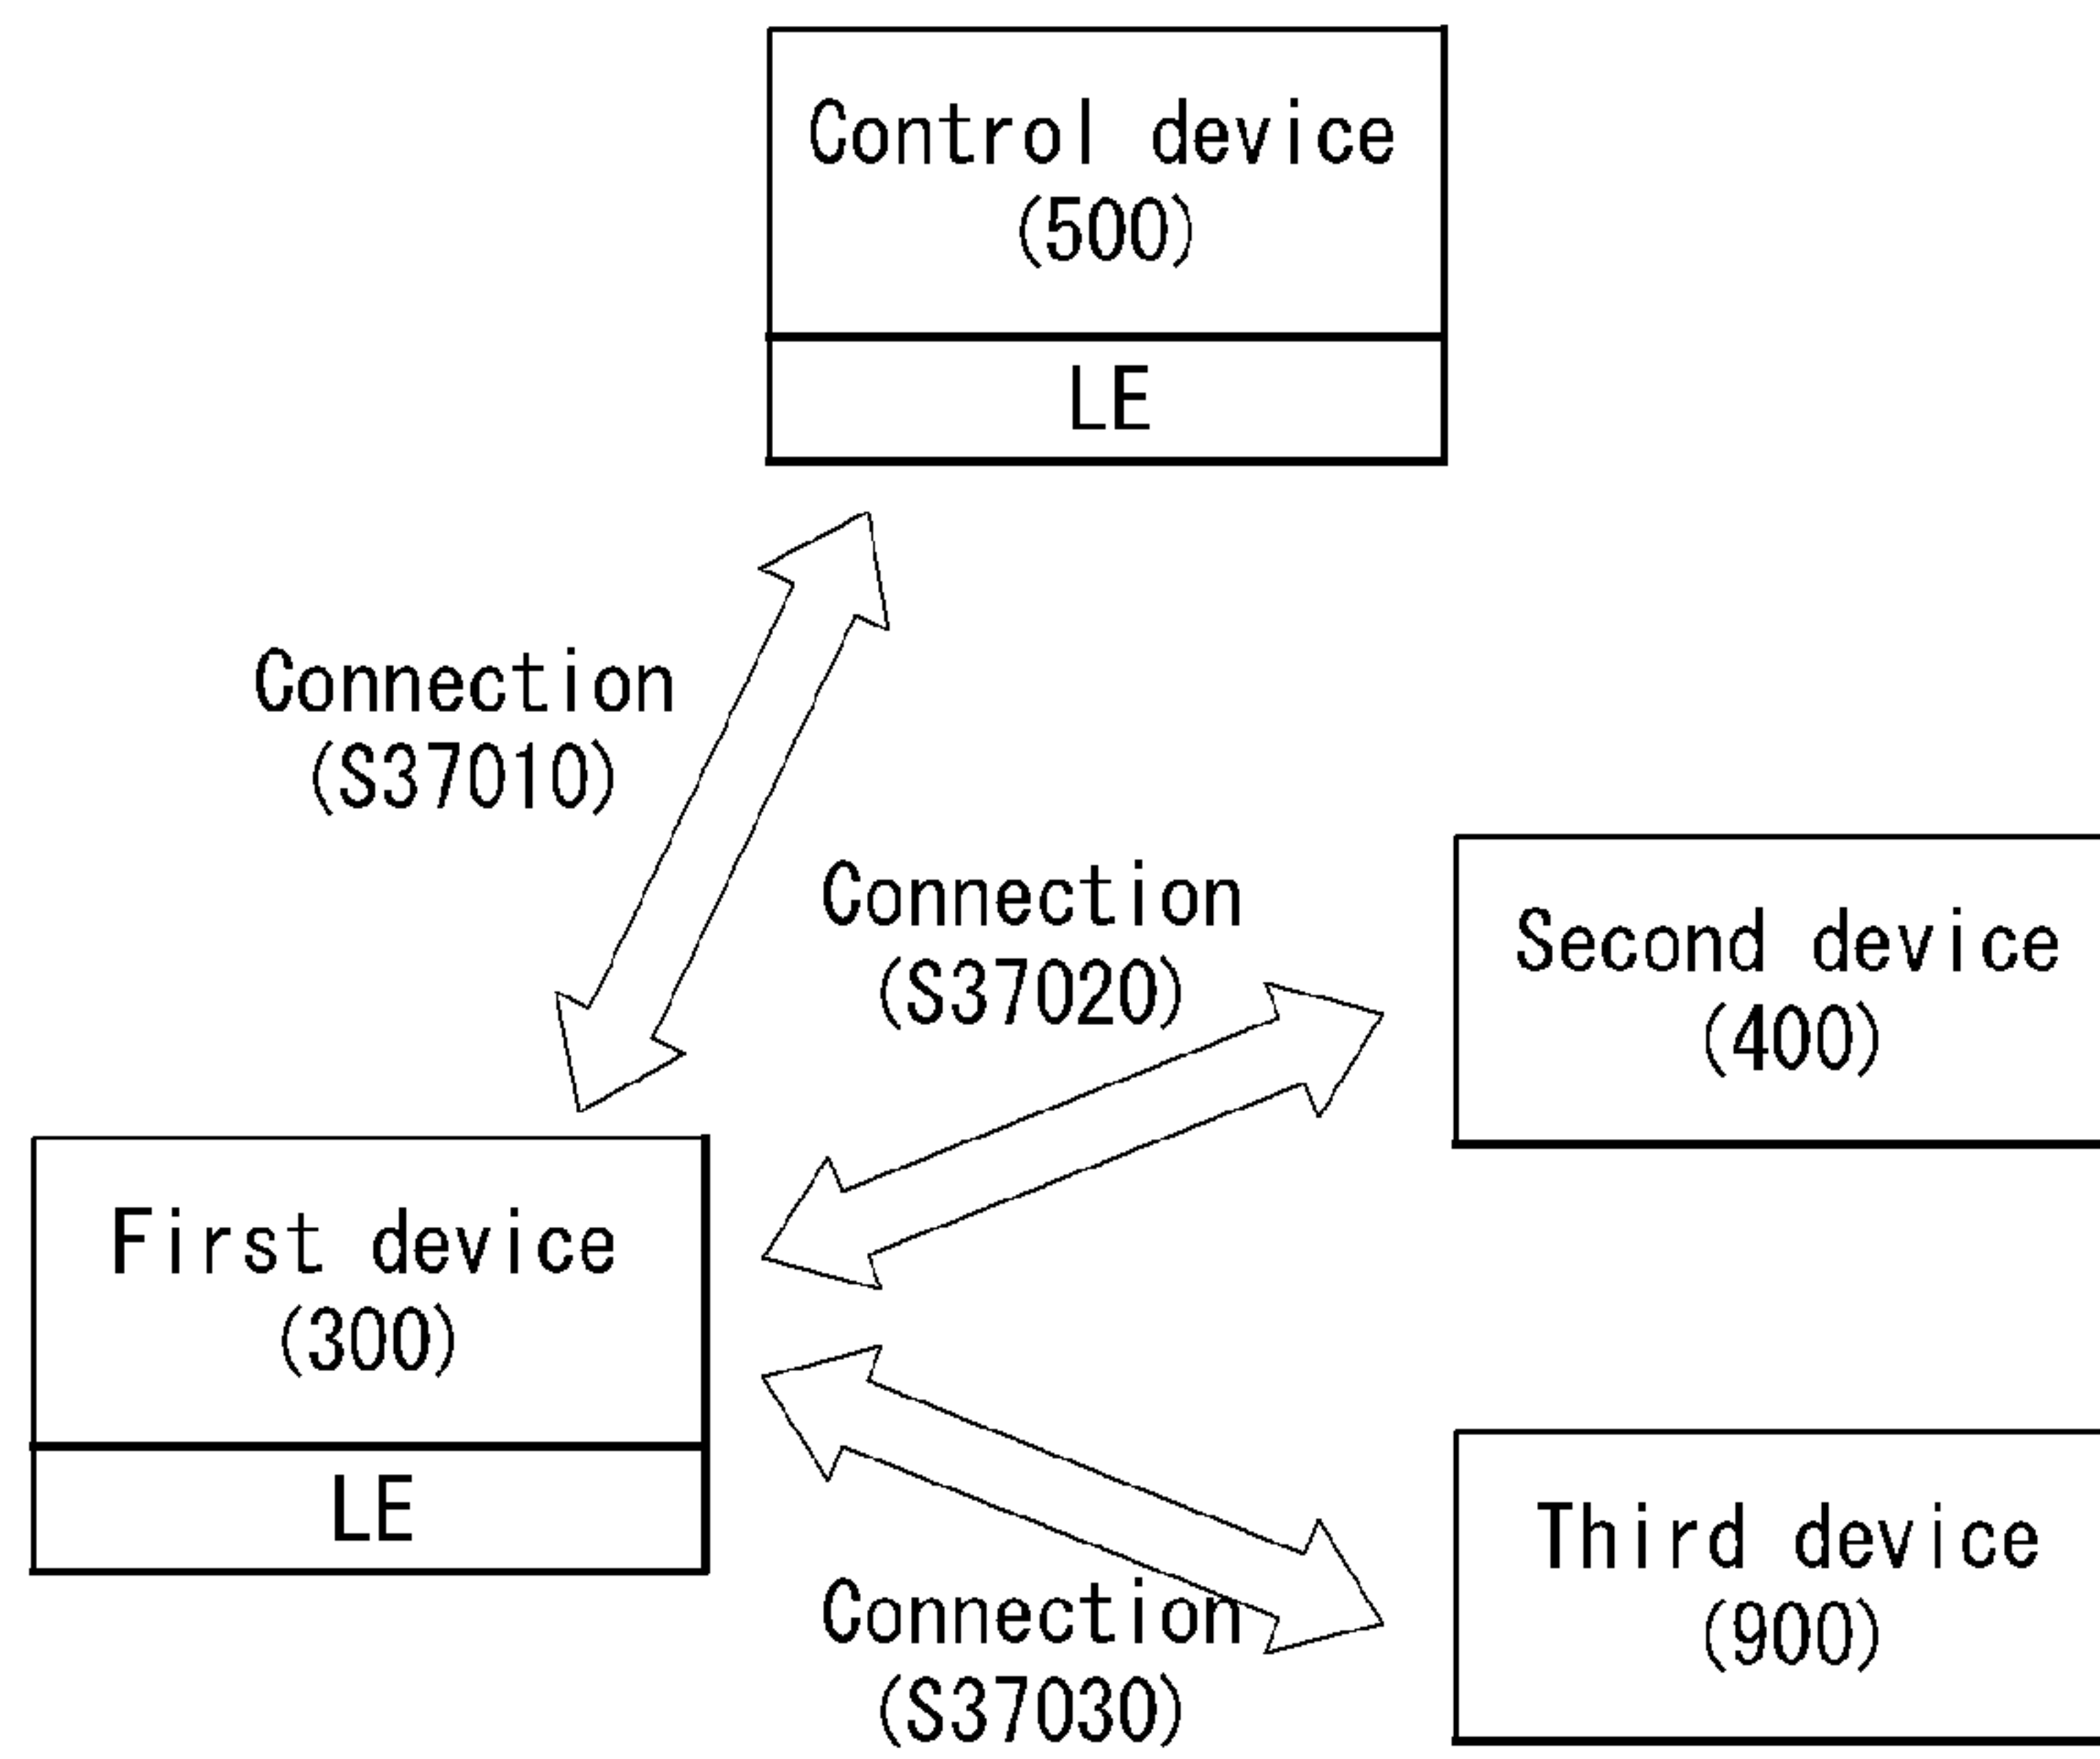 Control device
(500)
LE
Connection
(S37010)
Connection
(S37020)
Second device
(400)
First device
(300)
LE
Third device
(900)
Connection
(S37030)